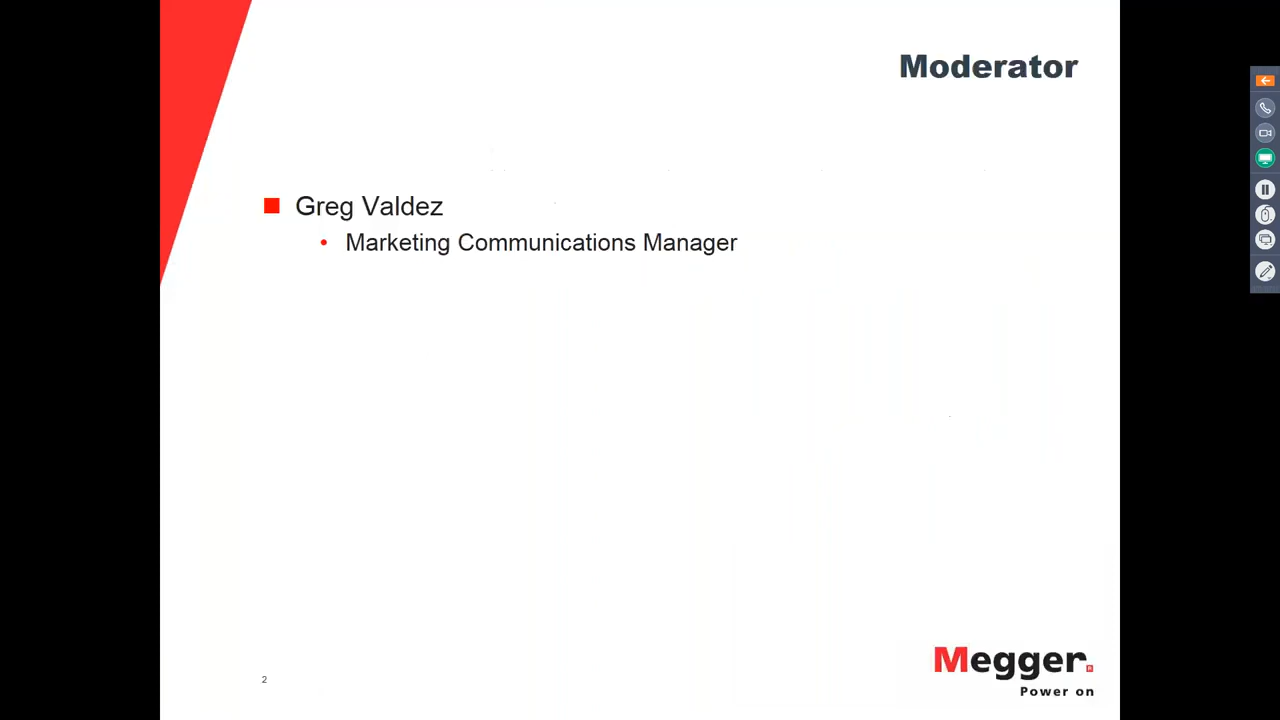 Moderator
Greg Valdez
Marketing Communications Manager
2
Megger.
Power on